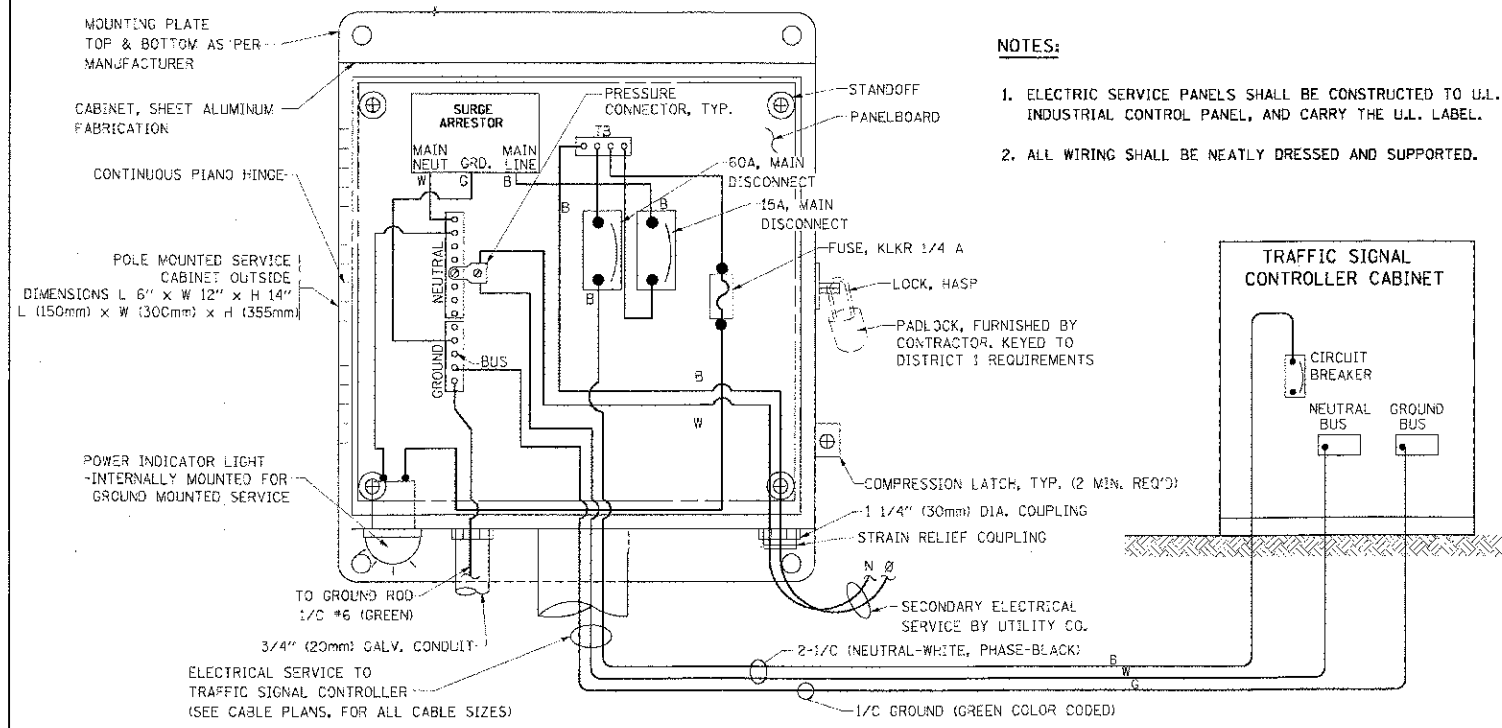 MOUNTING PLATE
TOP & BOTTOM AS PER
MANUFACTURER
CABINET, SHEET ALUMINUM
FABRICATION
CONTINUOUS PIANO HINGE
POLE MOUNTED SERVICE
CABINET OUTSIDE
DIMENSIONS L 6" x W 12" x H 14"
L (150mm) x W (300mm) x H (355mm)
POWER INDICATOR LIGHT
-INTERNALLY MOUNTED FOR
GROUND MOUNTED SERVICE
TO GROUND ROD
1/C #6 (GREEN)
3/4" (20mm) GALV. CONDUIT
ELECTRICAL SERVICE TO
TRAFFIC SIGNAL CONTROLLER
(SEE CABLE PLANS, FOR ALL CABLE SIZES)
SURGE
ARRESTOR
MAIN
NEUT
GRD.
MAIN
LINE
W
G
B
PRESSURE
CONNECTOR, TYP.
TB
60A, MAIN
DISCONNECT
15A, MAIN
DISCONNECT
B
B
B
NEUTRAL
GROUND
BUS
B
W
STANDOFF
PANELBOARD
FUSE, KLKR 1/4 A
LOCK, HASP
PADLOCK, FURNISHED BY
CONTRACTOR. KEYED TO
DISTRICT 1 REQUIREMENTS
COMPRESSION LATCH, TYP. (2 MIN. REQ'D)
1 1/4" (30mm) DIA. COUPLING
STRAIN RELIEF COUPLING
N Ø
SECONDARY ELECTRICAL
SERVICE BY UTILITY CO.
2-1/C (NEUTRAL-WHITE, PHASE-BLACK)
B
W
G
1/C GROUND (GREEN COLOR CODED)
NOTES:
1. ELECTRIC SERVICE PANELS SHALL BE CONSTRUCTED TO U.L.
INDUSTRIAL CONTROL PANEL, AND CARRY THE U.L. LABEL.
2. ALL WIRING SHALL BE NEATLY DRESSED AND SUPPORTED.
TRAFFIC SIGNAL
CONTROLLER CABINET
CIRCUIT
BREAKER
NEUTRAL
BUS
GROUND
BUS